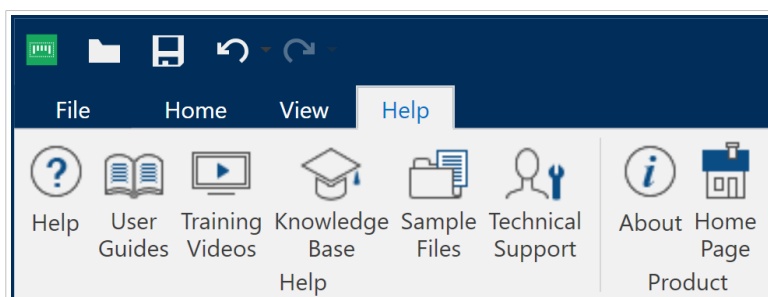 File Home View Help
Help User Training Knowledge Sample Technical About Home
Guides Videos Base Files Support Page
Help Product